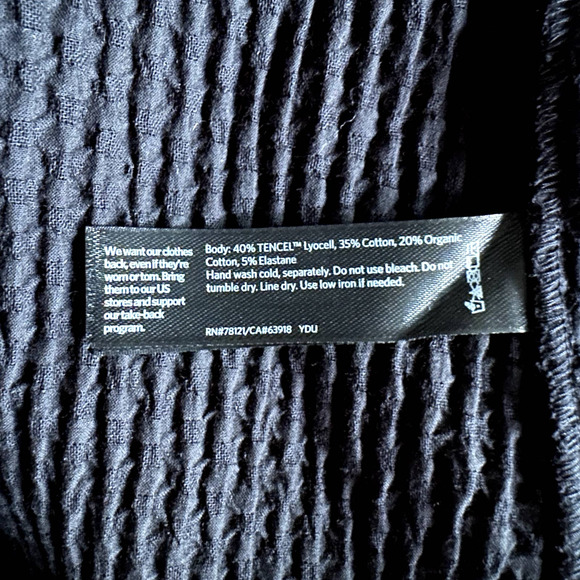 We want our clothes
back, even if they're
worn or torn. Bring
them to our US
stores and support
our take-back
program.
Body: 40% TENCEL™ Lyocell, 35% Cotton, 20% Organic
Cotton, 5% Elastane
Hand wash cold, separately. Do not use bleach. Do not
tumble dry. Line dry. Use low iron if needed.
RN#78121/CA#63918 YDU